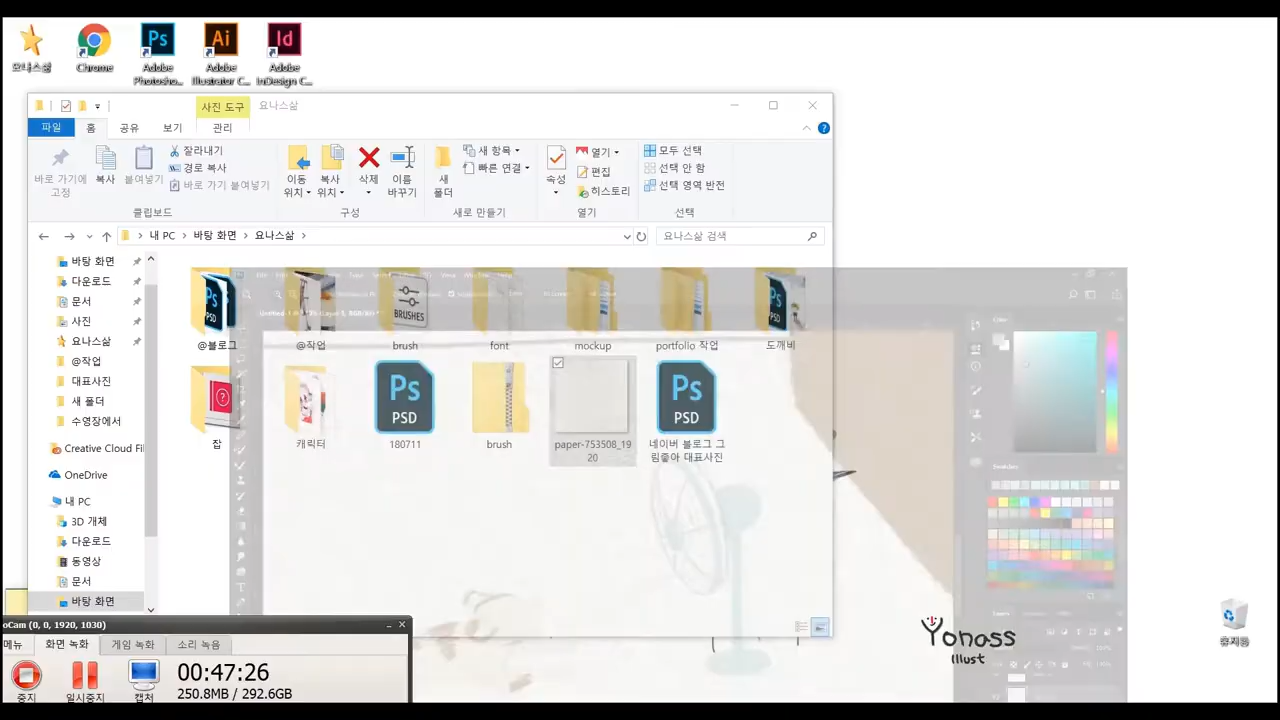 Ps
Ai
Id
Chrome
Adobe
Photosho...
Adobe
Illustrator C...
Adobe
InDesign C...
사진 도구
요나스삶
파일
홈
공유
보기
관리
바로 가기에
고정
복사
붙여넣기
잘라내기
경로 복사
바로 가기 붙여넣기
이동
위치
복사
위치
삭제
이름
바꾸기
새
폴더
새 항목
빠른 연결
속성
열기
편집
히스토리
모두 선택
선택 안 함
선택 영역 반전
클립보드
구성
새로 만들기
열기
선택
내 PC
바탕 화면
요나스삶
요나스삶 검색
바탕 화면
다운로드
문서
사진
요나스삶
@작업
대표사진
새 폴더
수영장에서
Creative Cloud Fil
OneDrive
내 PC
3D 개체
다운로드
동영상
문서
바탕 화면
BRUSHES
@블로그
@작업
brush
font
mockup
portfolio 작업
도깨비
Ps
PSD
Ps
PSD
잡
캐릭터
180711
brush
paper-753508_19
20
네이버 블로그 그
림좋아 대표사진
Color
Swatches
Layers
oCam (0, 0, 1920, 1030)
메뉴
화면 녹화
게임 녹화
소리 녹음
00:47:26
250.8MB / 292.6GB
중지
일시중지
캡처
Yonass
Illust
휴지통